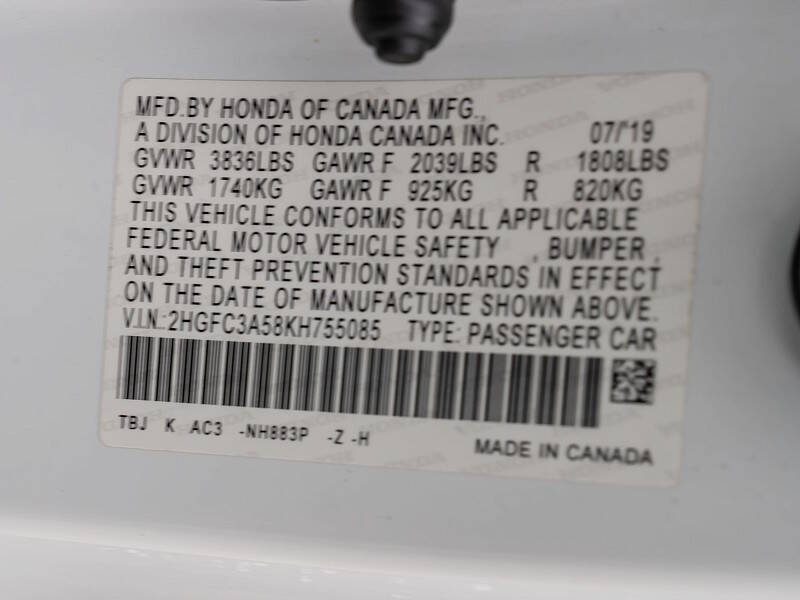 MFD.BY HONDA OF CANADA MFG.,
A DIVISION OF HONDA CANADA INC. 07/'19
GVWR 3836LBS GAWR F 2039LBS R 1808LBS
GVWR 1740KG GAWR F 925KG R 820KG
THIS VEHICLE CONFORMS TO ALL APPLICABLE
FEDERAL MOTOR VEHICLE SAFETY , BUMPER ,
AND THEFT PREVENTION STANDARDS IN EFFECT
ON THE DATE OF MANUFACTURE SHOWN ABOVE.
V.I.N.:2HGFC3A58KH755085 TYPE: PASSENGER CAR
TBJ K AC3 -NH883P -Z -H
MADE IN CANADA